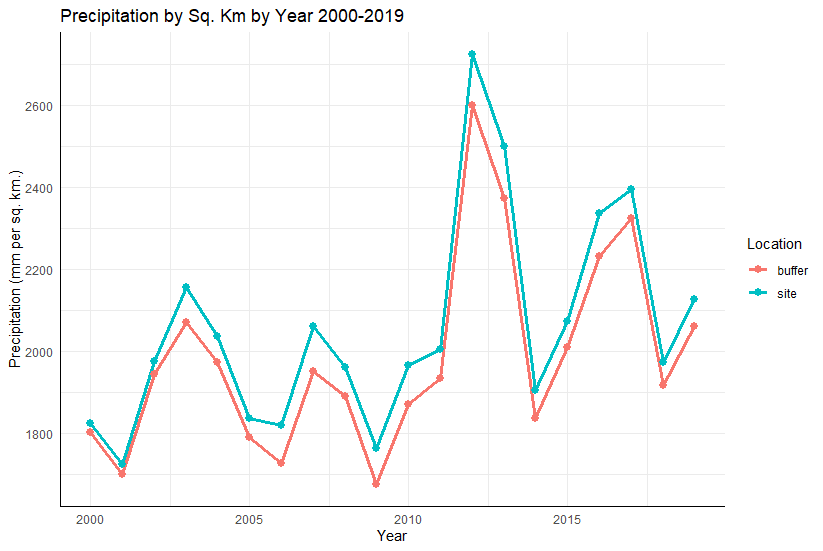 Precipitation by Sq. Km by Year 2000-2019
Precipitation (mm per sq. km.)
2600
2400
2200
2000
1800
2000
2005
2010
2015
Year
Location
buffer
site